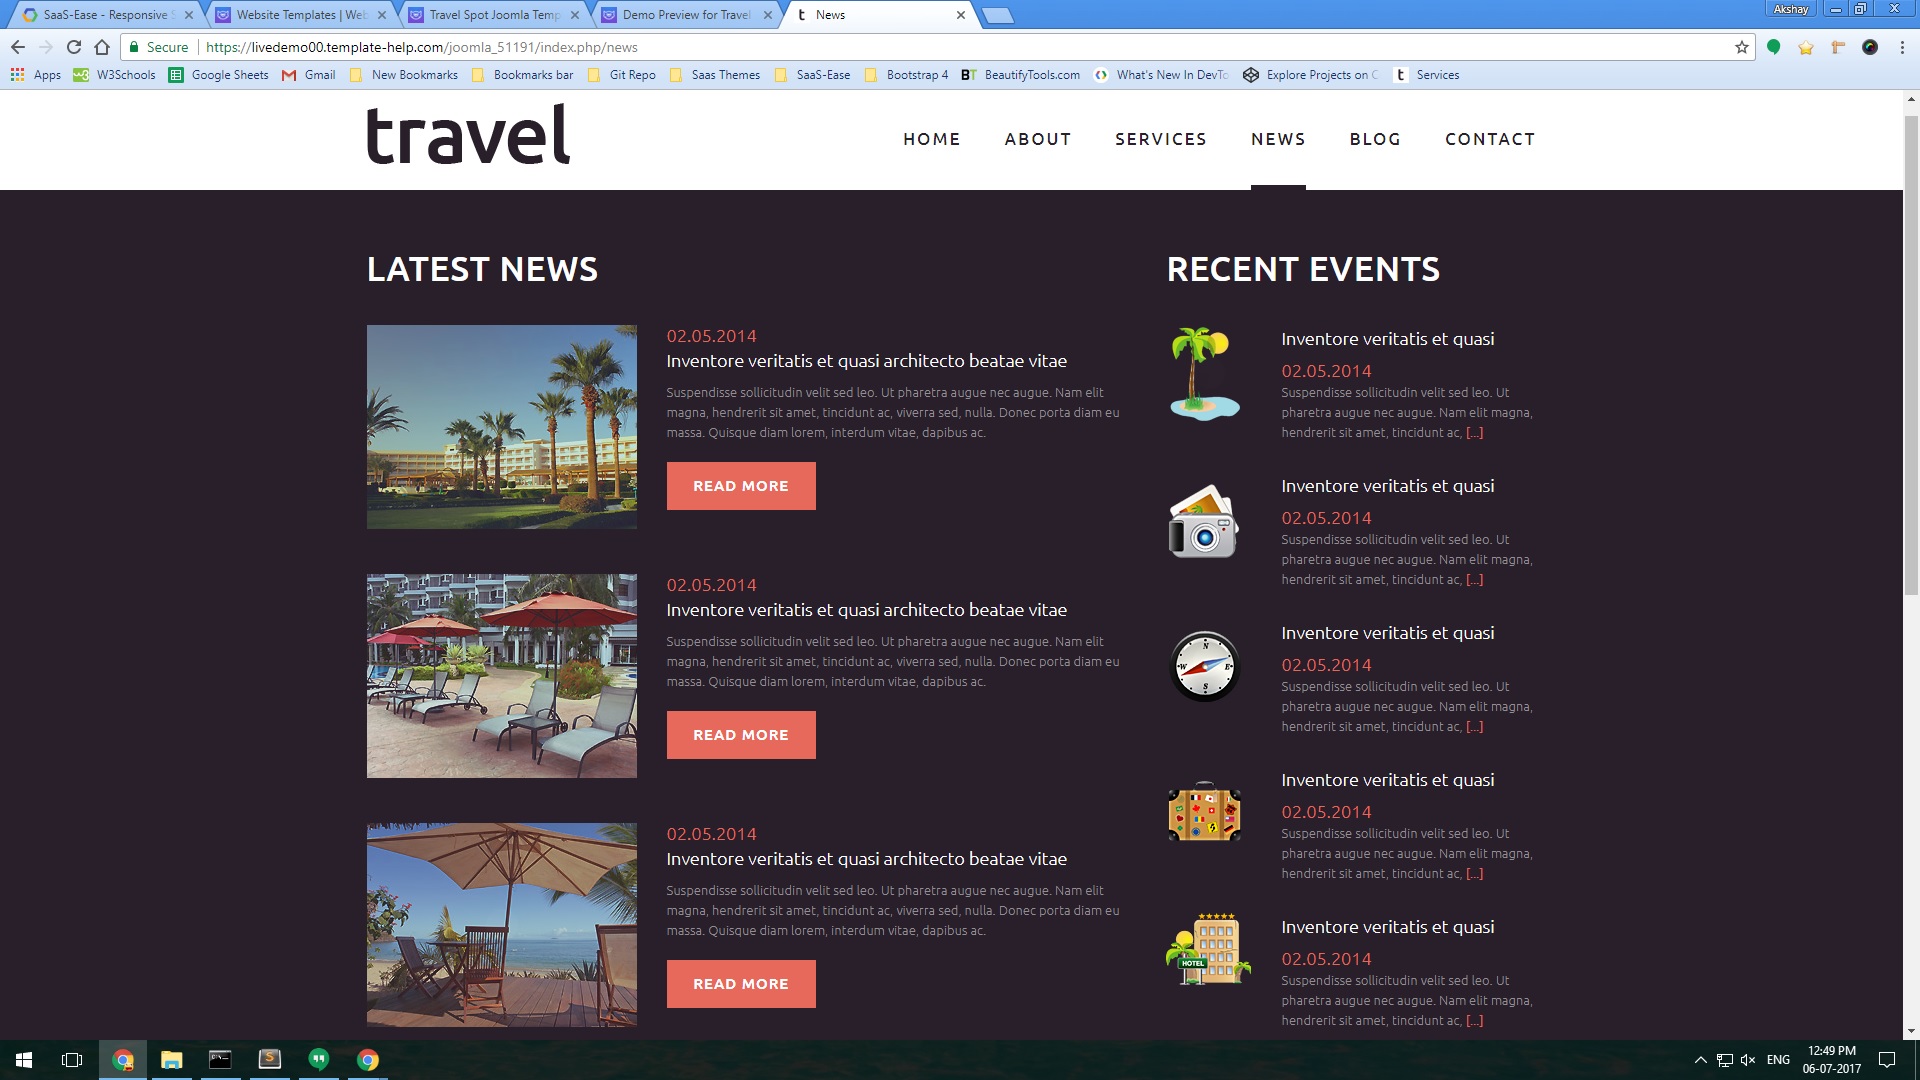 Akshay
SaaS-Ease - Responsive S
Website Templates | Web
Travel Spot Joomla Temp
Demo Preview for Travel
t News
Secure https://livedemo00.template-help.com/joomla_51191/index.php/news
Apps W3Schools Google Sheets Gmail New Bookmarks Bookmarks bar Git Repo Saas Themes SaaS-Ease Bootstrap 4 BT BeautifyTools.com What's New In DevTo Explore Projects on C t Services
travel
HOME ABOUT SERVICES NEWS BLOG CONTACT
LATEST NEWS
02.05.2014
Inventore veritatis et quasi architecto beatae vitae
Suspendisse sollicitudin velit sed leo. Ut pharetra augue nec augue. Nam elit
magna, hendrerit sit amet, tincidunt ac, viverra sed, nulla. Donec porta diam eu
massa. Quisque diam lorem, interdum vitae, dapibus ac.
READ MORE
02.05.2014
Inventore veritatis et quasi architecto beatae vitae
Suspendisse sollicitudin velit sed leo. Ut pharetra augue nec augue. Nam elit
magna, hendrerit sit amet, tincidunt ac, viverra sed, nulla. Donec porta diam eu
massa. Quisque diam lorem, interdum vitae, dapibus ac.
READ MORE
02.05.2014
Inventore veritatis et quasi architecto beatae vitae
Suspendisse sollicitudin velit sed leo. Ut pharetra augue nec augue. Nam elit
magna, hendrerit sit amet, tincidunt ac, viverra sed, nulla. Donec porta diam eu
massa. Quisque diam lorem, interdum vitae, dapibus ac.
READ MORE
RECENT EVENTS
Inventore veritatis et quasi
02.05.2014
Suspendisse sollicitudin velit sed leo. Ut
pharetra augue nec augue. Nam elit magna,
hendrerit sit amet, tincidunt ac, [...]
Inventore veritatis et quasi
02.05.2014
Suspendisse sollicitudin velit sed leo. Ut
pharetra augue nec augue. Nam elit magna,
hendrerit sit amet, tincidunt ac, [...]
N
W E
S
Inventore veritatis et quasi
02.05.2014
Suspendisse sollicitudin velit sed leo. Ut
pharetra augue nec augue. Nam elit magna,
hendrerit sit amet, tincidunt ac, [...]
Inventore veritatis et quasi
02.05.2014
Suspendisse sollicitudin velit sed leo. Ut
pharetra augue nec augue. Nam elit magna,
hendrerit sit amet, tincidunt ac, [...]
HOTEL
Inventore veritatis et quasi
02.05.2014
Suspendisse sollicitudin velit sed leo. Ut
pharetra augue nec augue. Nam elit magna,
hendrerit sit amet, tincidunt ac, [...]
ENG
12:49 PM
06-07-2017